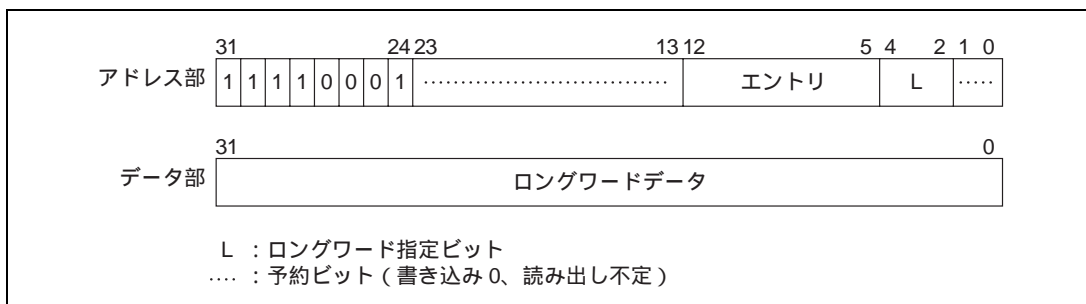 31 24 23 13 12 5 4 2 1 0
アドレス部 1 1 1 1 0 0 0 1 ................................ エントリ L .....
31 0
データ部 ロングワードデータ
L ：ロングワード指定ビット
.... ：予約ビット（書き込み 0、読み出し不定）